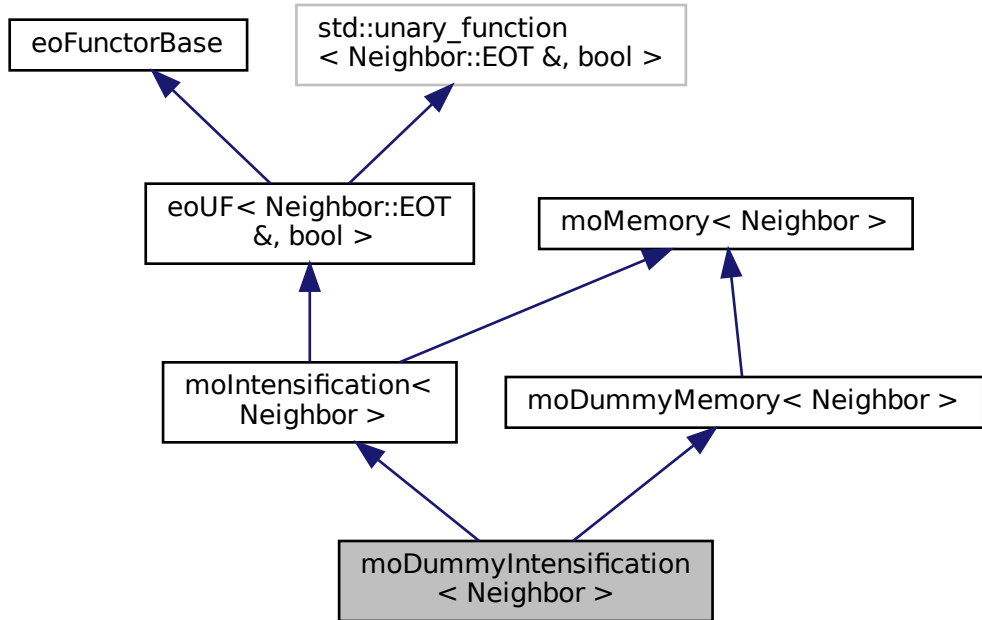 eoFunctorBase
std::unary_function
< Neighbor::EOT &, bool >
eoUF< Neighbor::EOT
&, bool >
moMemory< Neighbor >
moIntensification<
Neighbor >
moDummyMemory< Neighbor >
moDummyIntensification
< Neighbor >